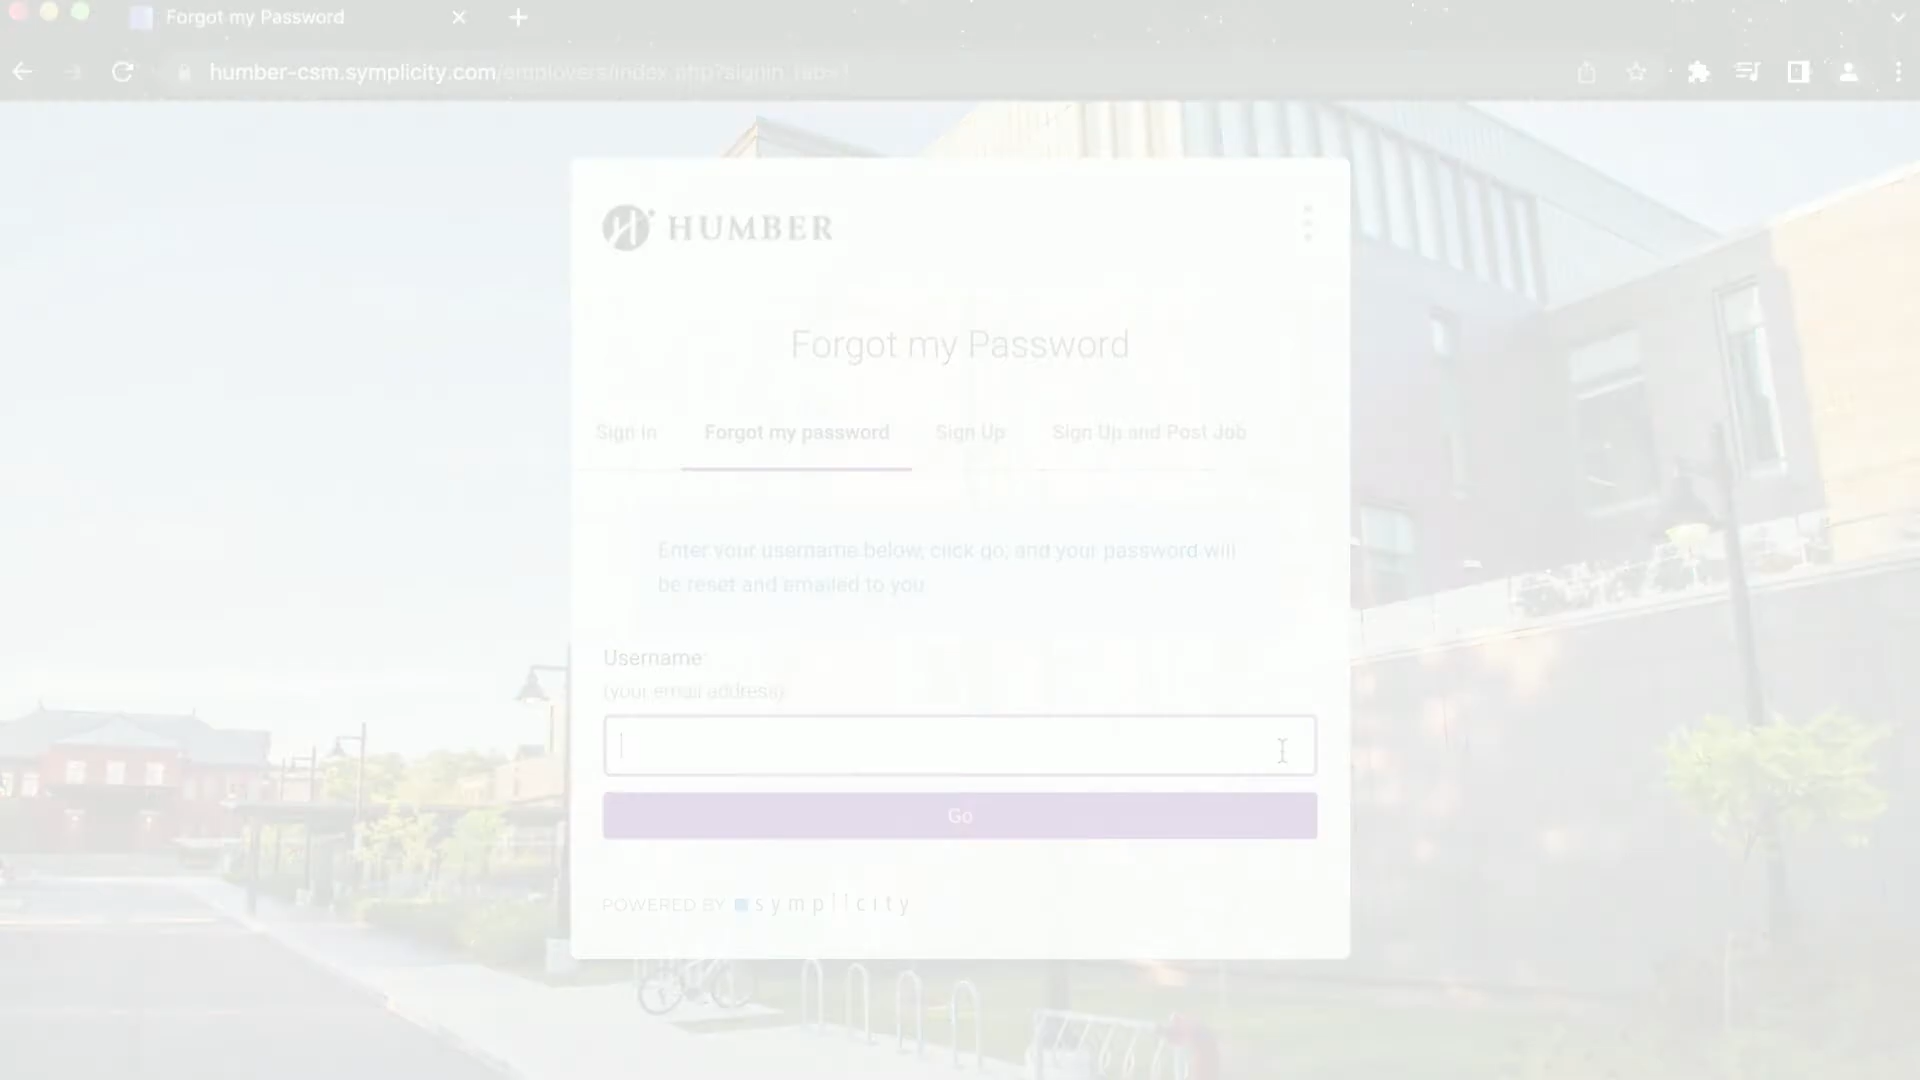 Forgot my Password
humber-csm.symplicity.com/employers/index.php?signin_tab=1
HUMBER
Forgot my Password
Sign In Forgot my password Sign Up Sign Up and Post Job
Enter your username below, click go, and your password will
be reset and emailed to you
Username
(your email address)
Go
POWERED BY symplicity